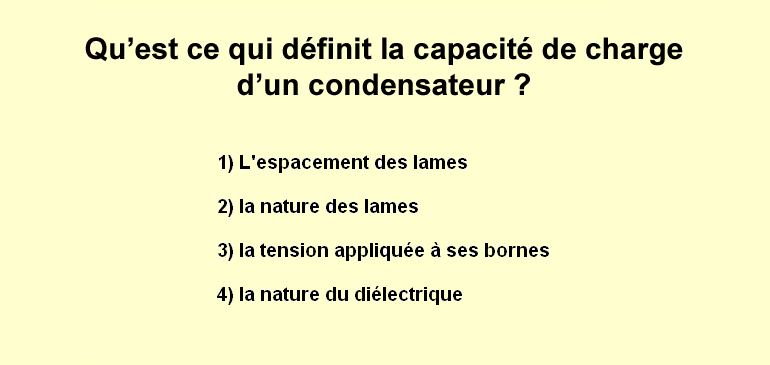 Qu’est ce qui définit la capacité de charge
d’un condensateur ?
1) L'espacement des lames
2) la nature des lames
3) la tension appliquée à ses bornes
4) la nature du diélectrique